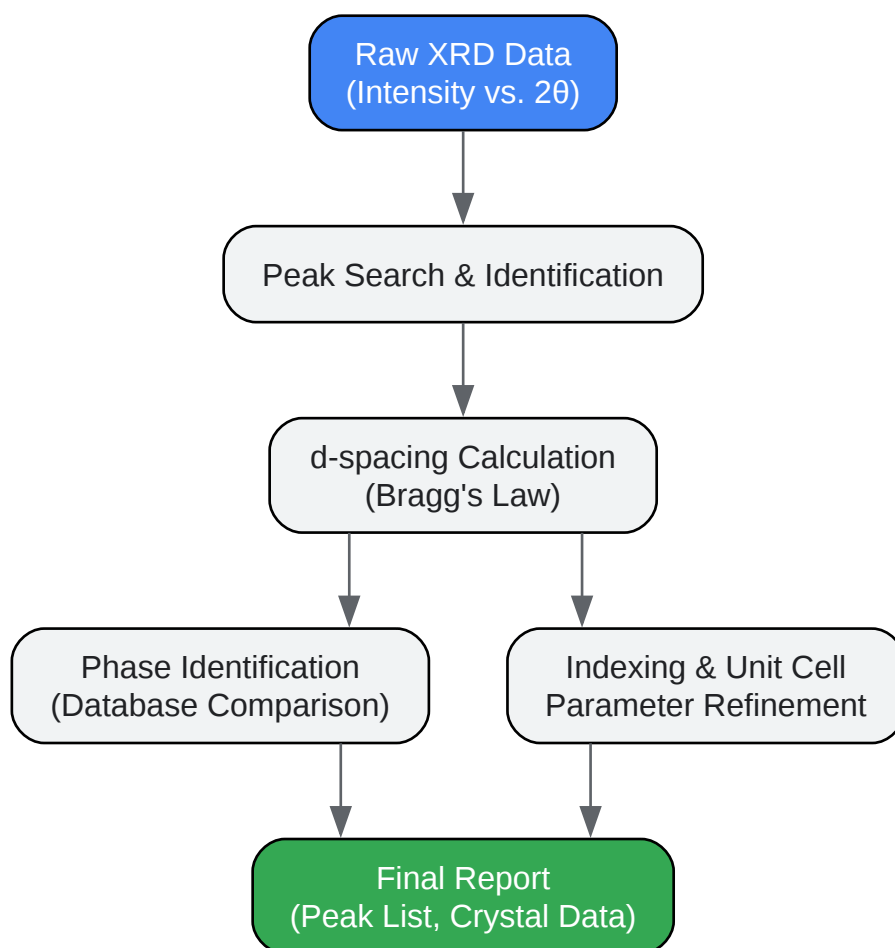 Raw XRD Data
(Intensity vs. 2θ)
Peak Search & Identification
d-spacing Calculation
(Bragg's Law)
Phase Identification
(Database Comparison)
Indexing & Unit Cell
Parameter Refinement
Final Report
(Peak List, Crystal Data)